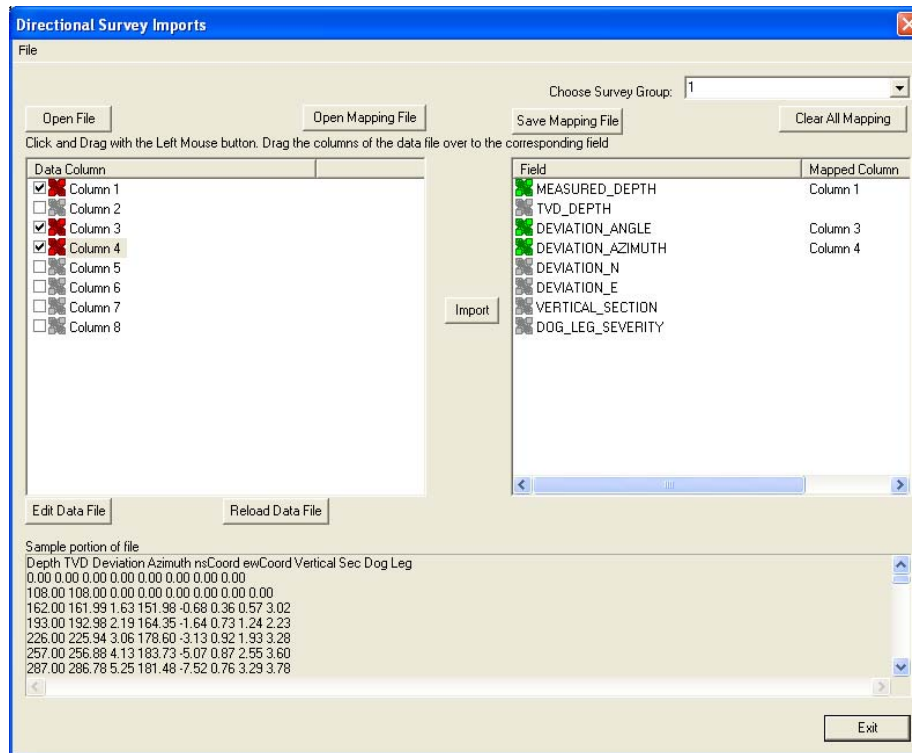 Directional Survey Imports
File
Choose Survey Group: 1
Open File Open Mapping File Save Mapping File Clear All Mapping
Click and Drag with the Left Mouse button. Drag the columns of the data file over to the corresponding field
Data Column Field Mapped Column
Column 1 MEASURED_DEPTH Column 1
Column 2 TVD_DEPTH
Column 3 DEVIATION_ANGLE Column 3
Column 4 DEVIATION_AZIMUTH Column 4
Column 5 DEVIATION_N
Column 6 DEVIATION_E
Column 7 VERTICAL_SECTION
Column 8 DOG_LEG_SEVERITY
Import
Edit Data File Reload Data File
Sample portion of file
Depth TVD Deviation Azimuth nsCoord ewCoord Vertical Sec Dog Leg
0.00 0.00 0.00 0.00 0.00 0.00 0.00 0.00
108.00 108.00 0.00 0.00 0.00 0.00 0.00 0.00
162.00 161.99 1.63 151.98 -0.68 0.36 0.57 3.02
193.00 192.98 2.19 164.35 -1.64 0.73 1.24 2.23
226.00 225.94 3.06 178.60 -3.13 0.92 1.93 3.28
257.00 256.88 4.13 183.73 -5.07 0.87 2.55 3.60
287.00 286.78 5.25 181.48 -7.52 0.76 3.29 3.78
Exit